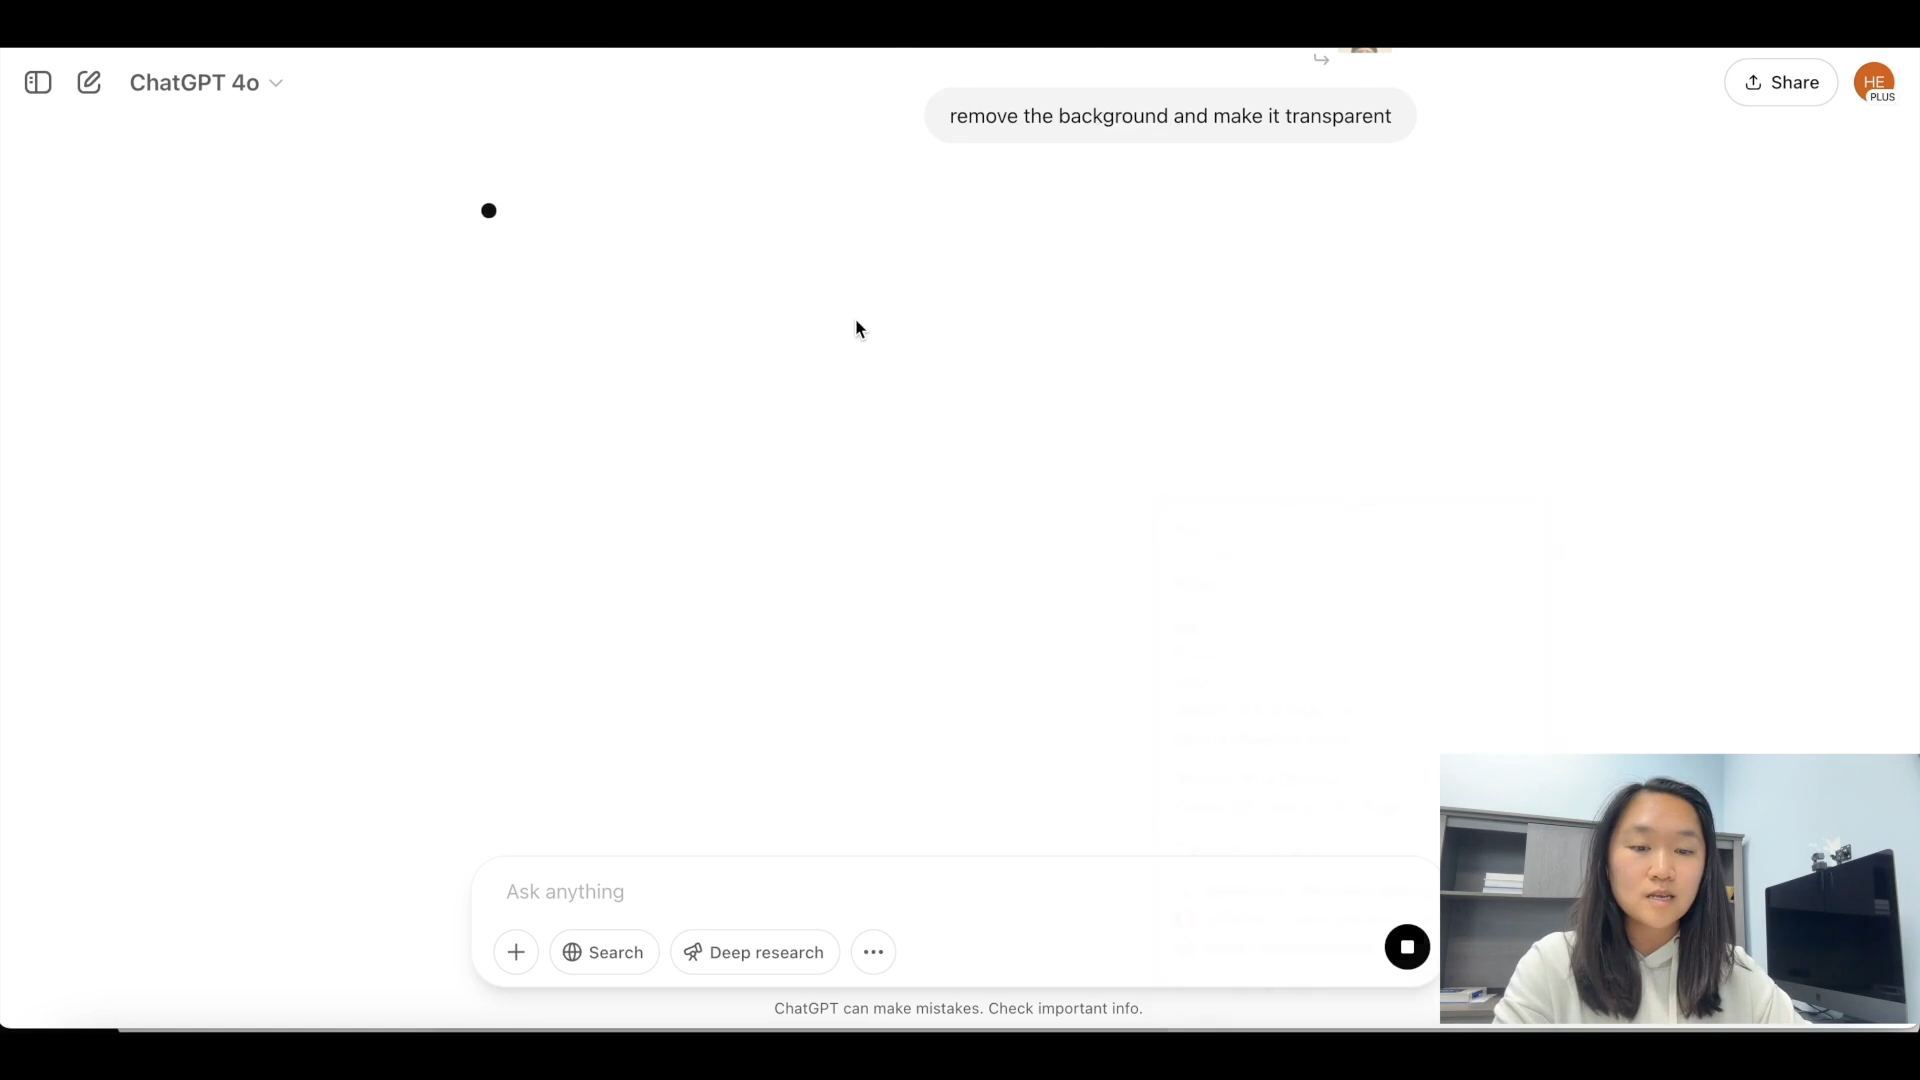 ChatGPT 4o
Share
HE
PLUS
remove the background and make it transparent
Ask anything
Search
Deep research
ChatGPT can make mistakes. Check important info.